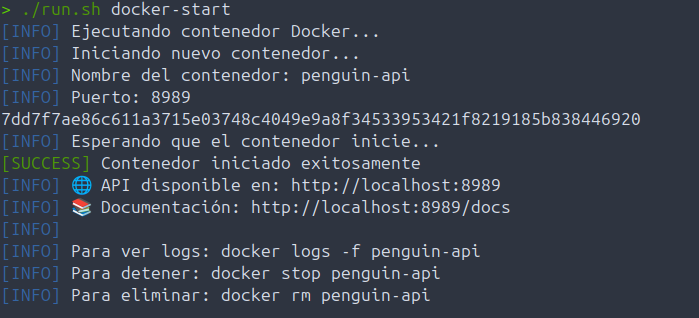 > ./run.sh docker-start
[INFO] Ejecutando contenedor Docker...
[INFO] Iniciando nuevo contenedor...
[INFO] Nombre del contenedor: penguin-api
[INFO] Puerto: 8989
7dd7f7ae86c611a3715e03748c4049e9a8f34533953421f8219185b838446920
[INFO] Esperando que el contenedor inicie...
[SUCCESS] Contenedor iniciado exitosamente
[INFO] 🌐 API disponible en: http://localhost:8989
[INFO] 📚 Documentación: http://localhost:8989/docs
[INFO]
[INFO] Para ver logs: docker logs -f penguin-api
[INFO] Para detener: docker stop penguin-api
[INFO] Para eliminar: docker rm penguin-api